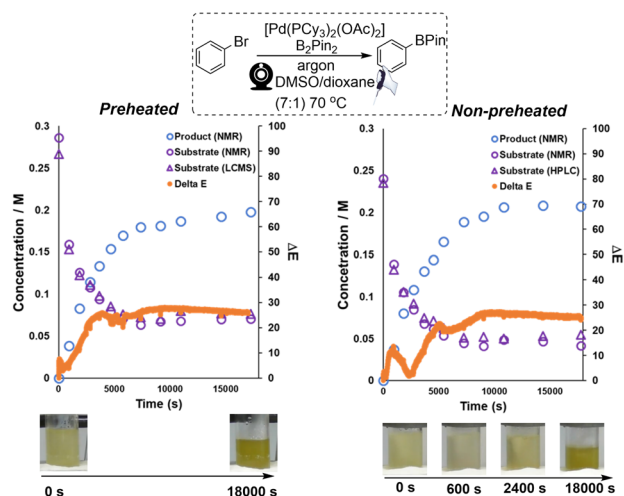 [Pd(PCy3)2(OAc)2]
B2Pin2
Br
BPin
argon
DMSO/dioxane
(7:1) 70 °C
Preheated
Non-preheated
0.3
0.25
0.2
0.15
0.1
0.05
0
Concentration / M
Product (NMR)
Substrate (NMR)
Substrate (LCMS)
Delta E
100
90
80
70
60
50
40
30
20
10
0
ΔE
0 5000 10000 15000
Time (s)
0.3
0.25
0.2
0.15
0.1
0.05
0
Concetration / M
Product (NMR)
Substrate (NMR)
Substrate (HPLC)
Delta E
100
90
80
70
60
50
40
30
20
10
0
ΔE
0 5000 10000 15000
Time (s)
0 s 18000 s
0 s 600 s 2400 s 18000 s